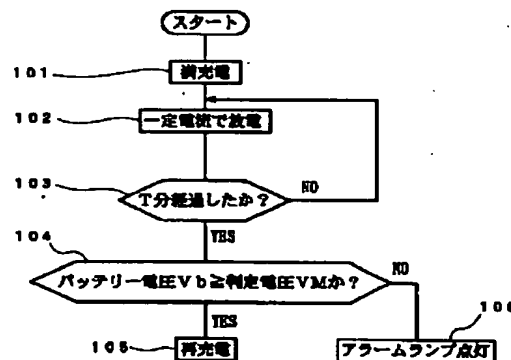 スタート
101
満充電
102
一定電流で放電
103
T分経過したか?
NO
YES
104
バッテリー電圧Vb≧判定電圧VMか?
NO
YES
106
105
再充電
アラームランプ点灯